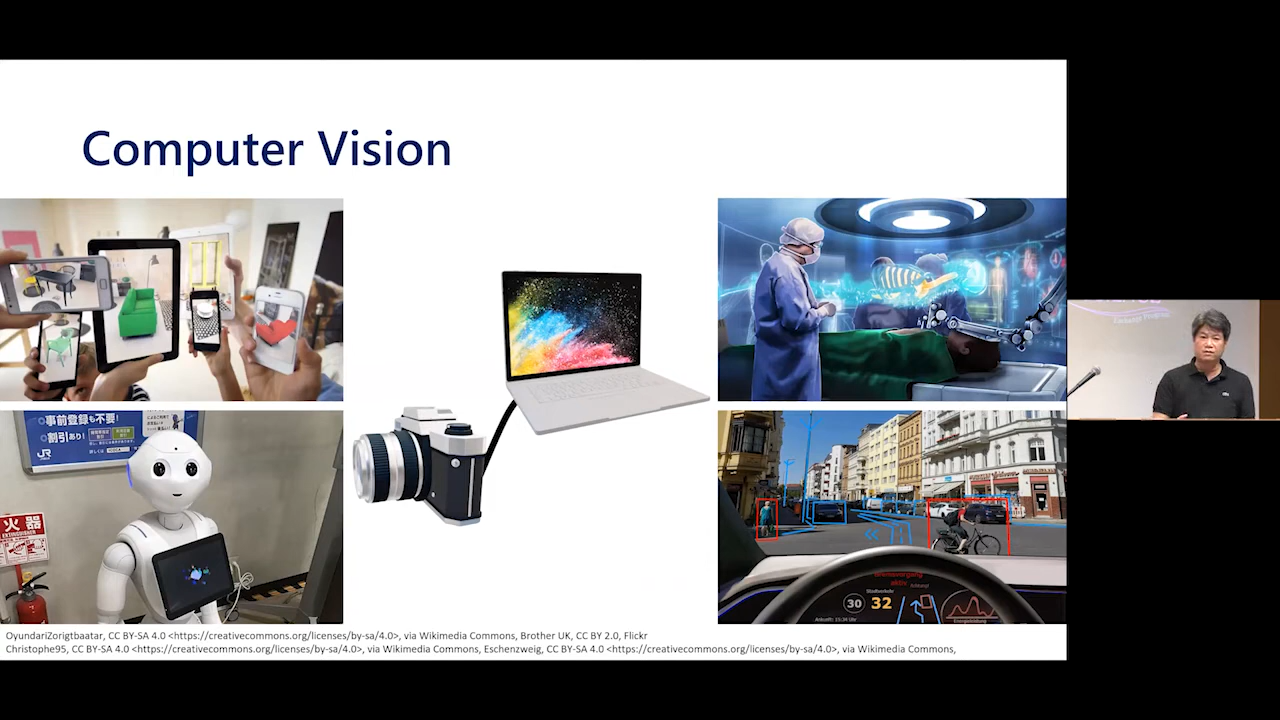 Computer Vision
事前登録も不要!
割引あり!
JR
火
器
30
32
OyundariZorigtbaatar, CC BY-SA 4.0 <https://creativecommons.org/licenses/by-sa/4.0>, via Wikimedia Commons, Brother UK, CC BY 2.0, Flickr
Christophe95, CC BY-SA 4.0 <https://creativecommons.org/licenses/by-sa/4.0>, via Wikimedia Commons, Eschenzweig, CC BY-SA 4.0 <https://creativecommons.org/licenses/by-sa/4.0>, via Wikimedia Commons,